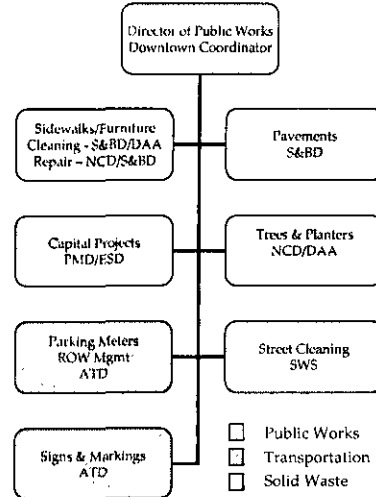 Director of Public Works
Downtown Coordinator
Sidewalks/Furniture
Cleaning - S&BD/DAA
Repair – NCD/S&BD
Pavements
S&BD
Capital Projects
PMD/ESD
Trees & Planters
NCD/DAA
Parking Meters
ROW Mgmt
ATD
Street Cleaning
SWS
Signs & Markings
ATD
Public Works
Transportation
Solid Waste